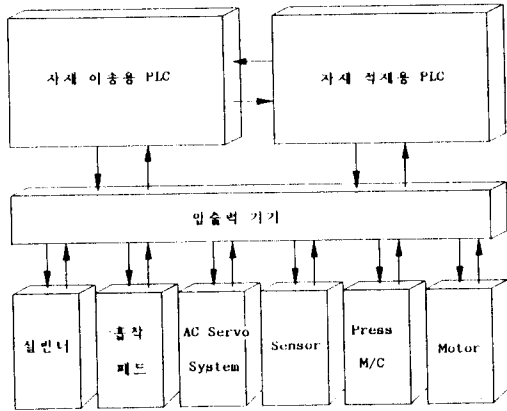 자재 이송용 PLC
자재 적재용 PLC
입출력 기기
실린더
흡착
패드
AC Servo
System
Sensor
Press
M/C
Motor